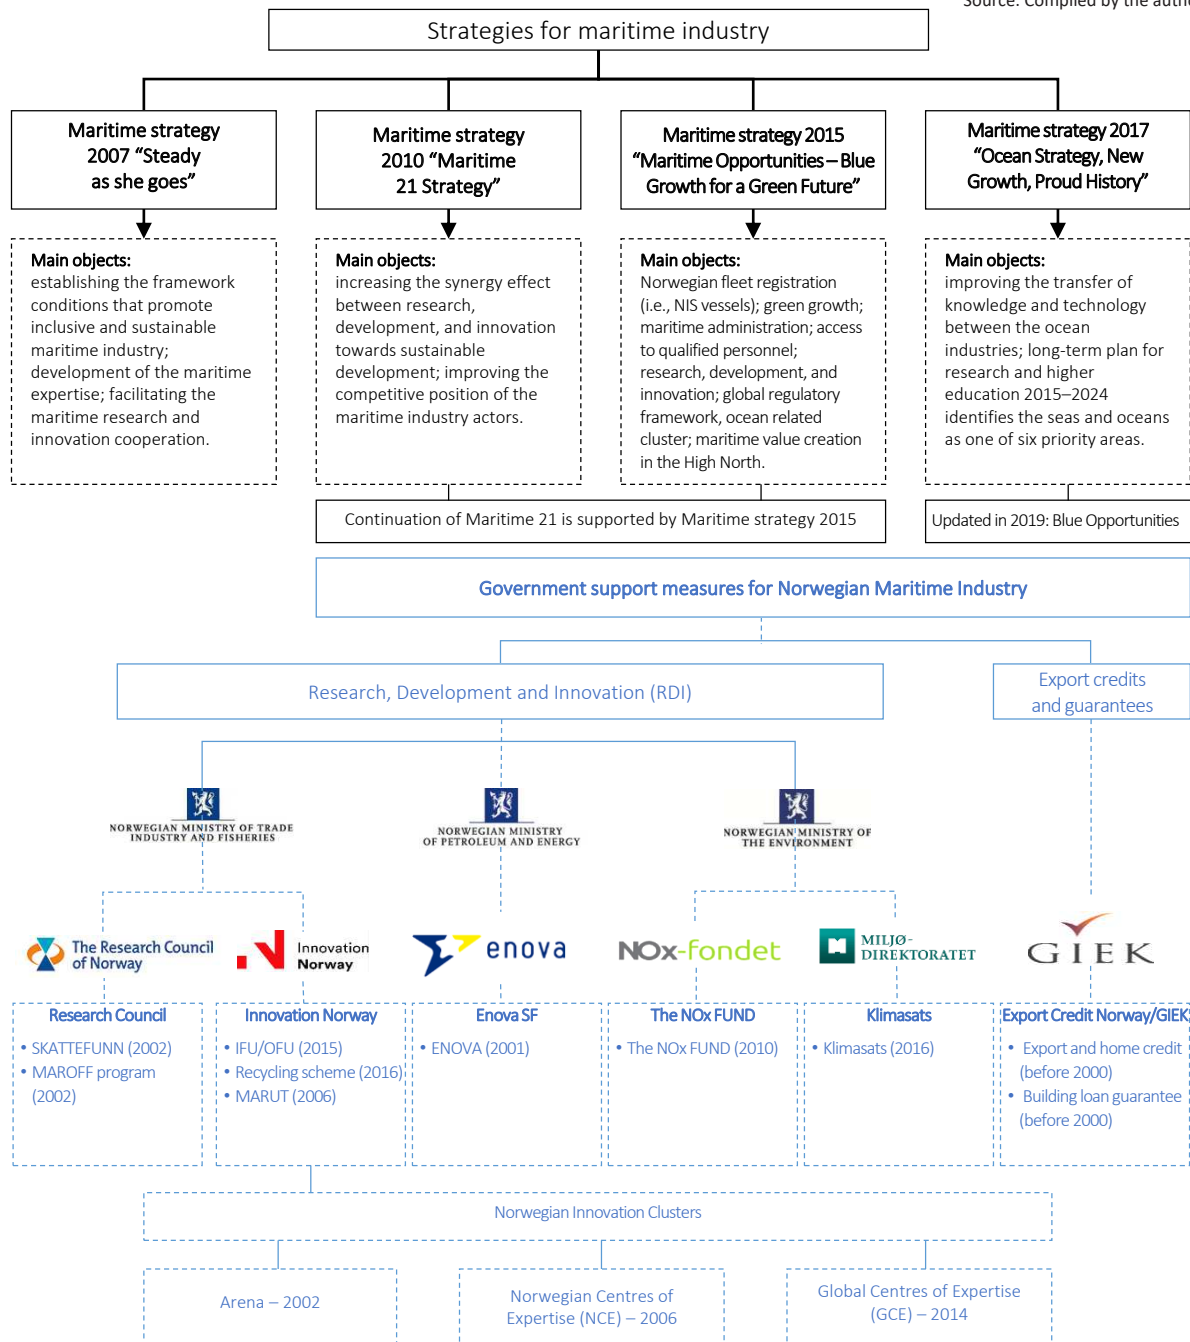 Source: Compiled by the autho
Strategies for maritime industry
Maritime strategy
2007 “Steady
as she goes”
Maritime strategy
2010 “Maritime
21 Strategy”
Maritime strategy 2015
“Maritime Opportunities – Blue
Growth for a Green Future”
Maritime strategy 2017
“Ocean Strategy, New
Growth, Proud History”
Main objects:
establishing the framework
conditions that promote
inclusive and sustainable
maritime industry;
development of the maritime
expertise; facilitating the
maritime research and
innovation cooperation.
Main objects:
increasing the synergy effect
between research,
development, and innovation
towards sustainable
development; improving the
competitive position of the
maritime industry actors.
Main objects:
Norwegian fleet registration
(i.e., NIS vessels); green growth;
maritime administration; access
to qualified personnel;
research, development, and
innovation; global regulatory
framework, ocean related
cluster; maritime value creation
in the High North.
Main objects:
improving the transfer of
knowledge and technology
between the ocean
industries; long-term plan for
research and higher
education 2015–2024
identifies the seas and oceans
as one of six priority areas.
Continuation of Maritime 21 is supported by Maritime strategy 2015
Updated in 2019: Blue Opportunities
Government support measures for Norwegian Maritime Industry
Research, Development and Innovation (RDI)
Export credits
and guarantees
NORWEGIAN MINISTRY OF TRADE
INDUSTRY AND FISHERIES
NORWEGIAN MINISTRY
OF PETROLEUM AND ENERGY
NORWEGIAN MINISTRY OF
THE ENVIRONMENT
The Research Council
of Norway
Innovation
Norway
enova
NOx-fondet
MILJØ-
DIREKTORATET
GIEK
Research Council
• SKATTEFUNN (2002)
• MAROFF program
(2002)
Innovation Norway
• IFU/OFU (2015)
• Recycling scheme (2016)
• MARUT (2006)
Enova SF
• ENOVA (2001)
The NOx FUND
• The NOx FUND (2010)
Klimasats
• Klimasats (2016)
Export Credit Norway/GIEK
• Export and home credit
(before 2000)
• Building loan guarantee
(before 2000)
Norwegian Innovation Clusters
Arena – 2002
Norwegian Centres of
Expertise (NCE) – 2006
Global Centres of Expertise
(GCE) – 2014